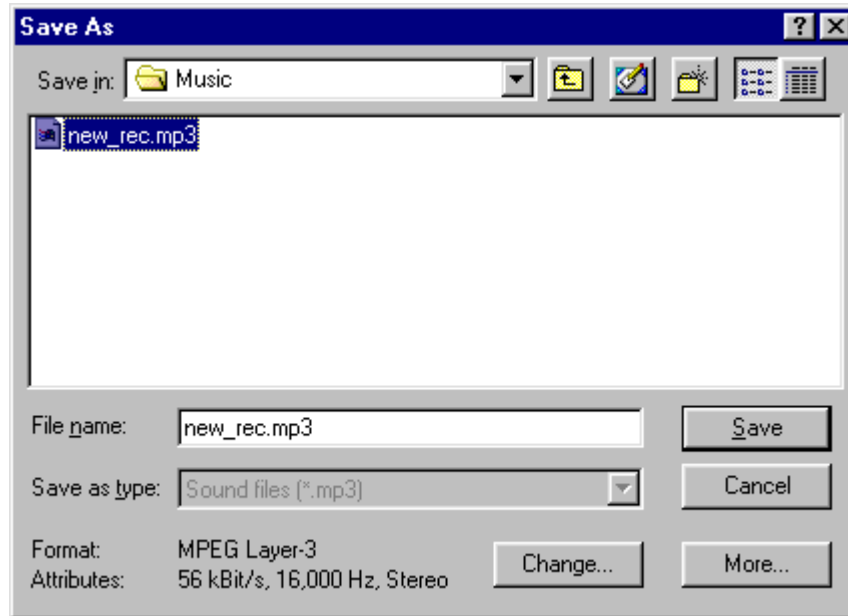 Save As
Save in: Music
new_rec.mp3
File name: new_rec.mp3 Save
Save as type: Sound files (*.mp3) Cancel
Format: MPEG Layer-3
Attributes: 56 kBit/s, 16,000 Hz, Stereo Change... More...